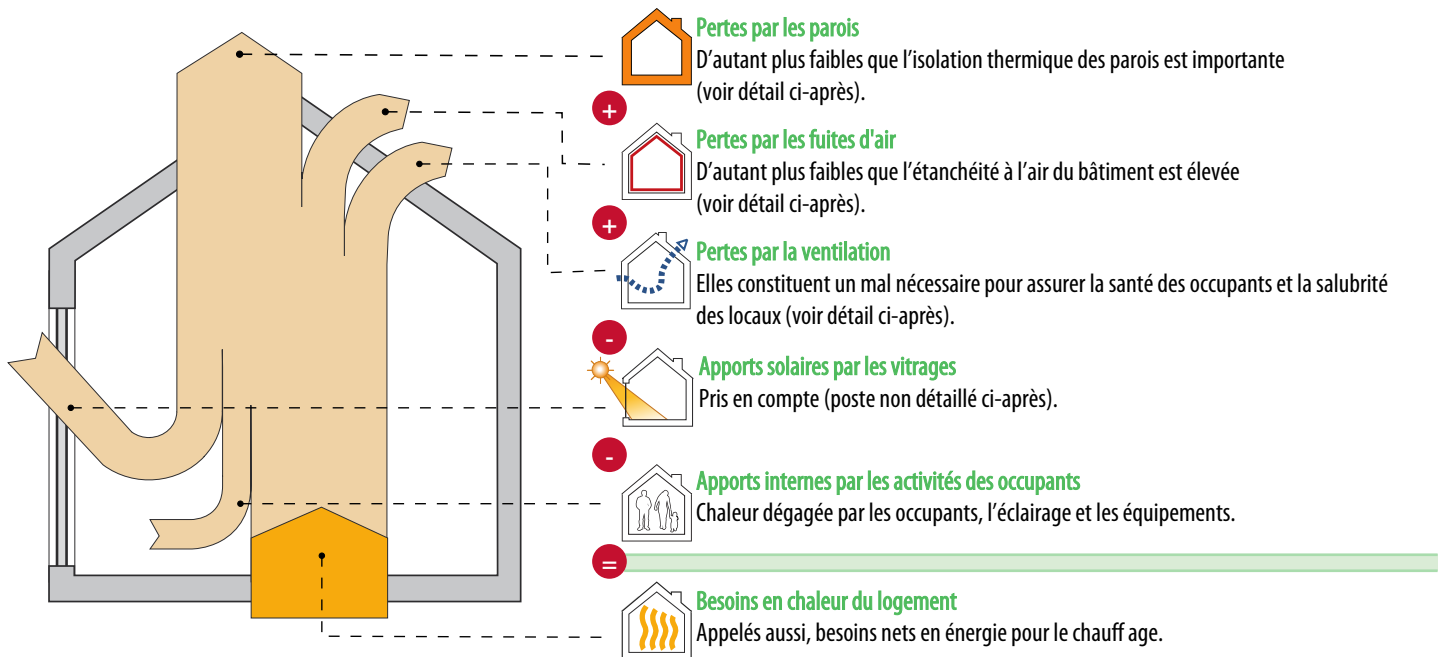 Pertes par les parois
D'autant plus faibles que l'isolation thermique des parois est importante
(voir détail ci-après).
+
Pertes par les fuites d'air
D'autant plus faibles que l'étanchéité à l'air du bâtiment est élevée
(voir détail ci-après).
+
Pertes par la ventilation
Elles constituent un mal nécessaire pour assurer la santé des occupants et la salubrité
des locaux (voir détail ci-après).
-
Apports solaires par les vitrages
Pris en compte (poste non détaillé ci-après).
-
Apports internes par les activités des occupants
Chaleur dégagée par les occupants, l'éclairage et les équipements.
=
Besoins en chaleur du logement
Appelés aussi, besoins nets en énergie pour le chauff age.